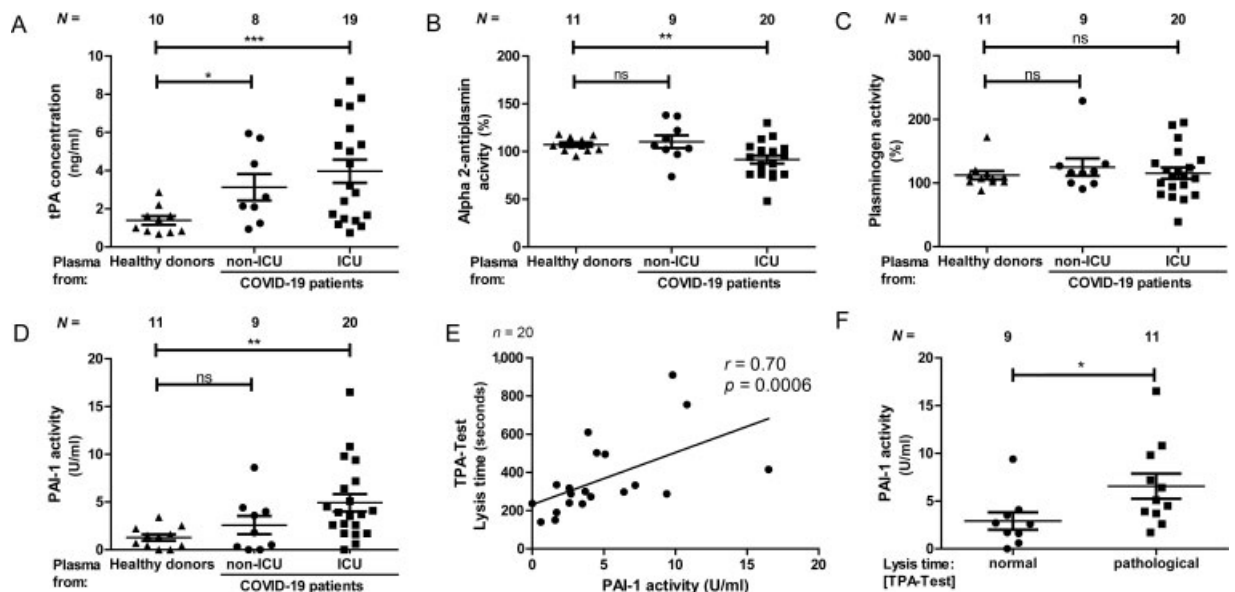 A
N = 10 8 19
***
*
10
8
6
4
2
0
tPA concentration
(ng/ml)
Plasma
from:
Healthy donors non-ICU ICU
COVID-19 patients
B
N = 11 9 20
**
ns
200
150
100
50
0
Alpha 2-antiplasmin
acivity (%)
Plasma
from:
Healthy donors non-ICU ICU
COVID-19 patients
C
N = 11 9 20
ns
ns
300
200
100
0
Plasminogen activity
(%)
Plasma
from:
Healthy donors non-ICU ICU
COVID-19 patients
D
N = 11 9 20
**
ns
20
15
10
5
0
PAI-1 activity
(U/ml)
Plasma
from:
Healthy donors non-ICU ICU
COVID-19 patients
E
n = 20
r = 0.70
p = 0.0006
1,000
800
600
400
200
0
TPA-Test
Lysis time (seconds)
0 5 10 15 20
PAI-1 activity (U/ml)
F
N = 9 11
*
20
15
10
5
0
PAI-1 activity
(U/ml)
Lysis time: normal pathological
[TPA-Test]